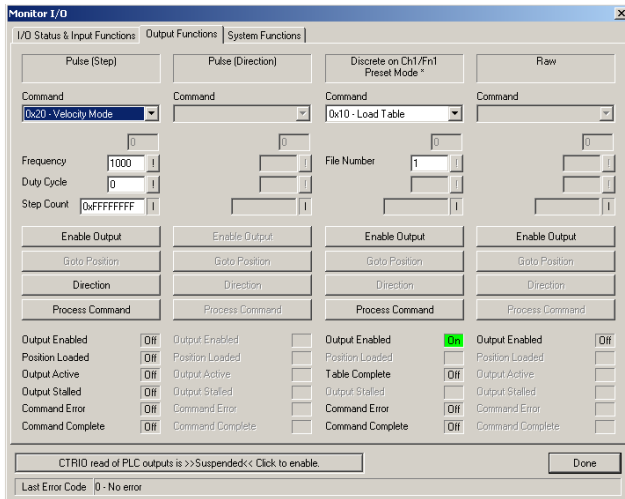 Monitor I/O
I/O Status & Input Functions Output Functions System Functions
Pulse (Step) Pulse (Direction) Discrete on Ch1/Fn1 Preset Mode * Raw
Command Command Command Command
0x20 - Velocity Mode 0x10 - Load Table
0 0 0 0
Frequency 1000 ! ! File Number 1 ! !
Duty Cycle 0 ! ! ! !
Step Count 0xFFFFFFFF ! ! ! !
Enable Output Enable Output Enable Output Enable Output
Goto Position Goto Position Goto Position Goto Position
Direction Direction Direction Direction
Process Command Process Command Process Command Process Command
Output Enabled Off Output Enabled Output Enabled On Output Enabled Off
Position Loaded Off Position Loaded Position Loaded Position Loaded
Output Active Off Output Active Table Complete Off Output Active
Output Stalled Off Output Stalled Output Stalled Output Stalled
Command Error Off Command Error Command Error Off Command Error
Command Complete Off Command Complete Command Complete Off Command Complete
CTRIO read of PLC outputs is >>Suspended<< Click to enable. Done
Last Error Code 0 - No error